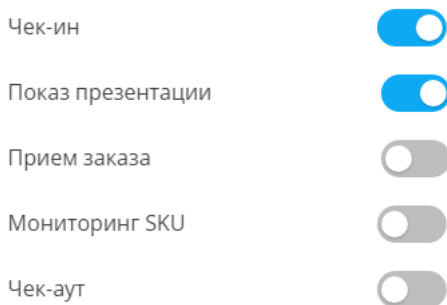 Чек-ин
Показ презентации
Прием заказа
Мониторинг SKU
Чек-аут